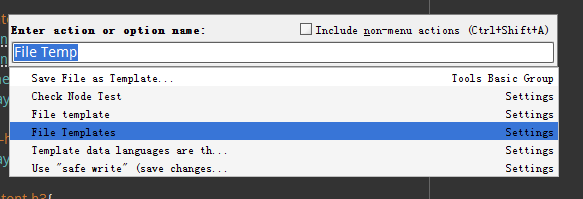 Enter action or option name:
Include non-menu actions (Ctrl+Shift+A)
File Temp
Save File as Template... Tools Basic Group
Check Node Test Settings
File template Settings
File Templates Settings
Template data languages are th... Settings
Use "safe write" (save changes... Settings